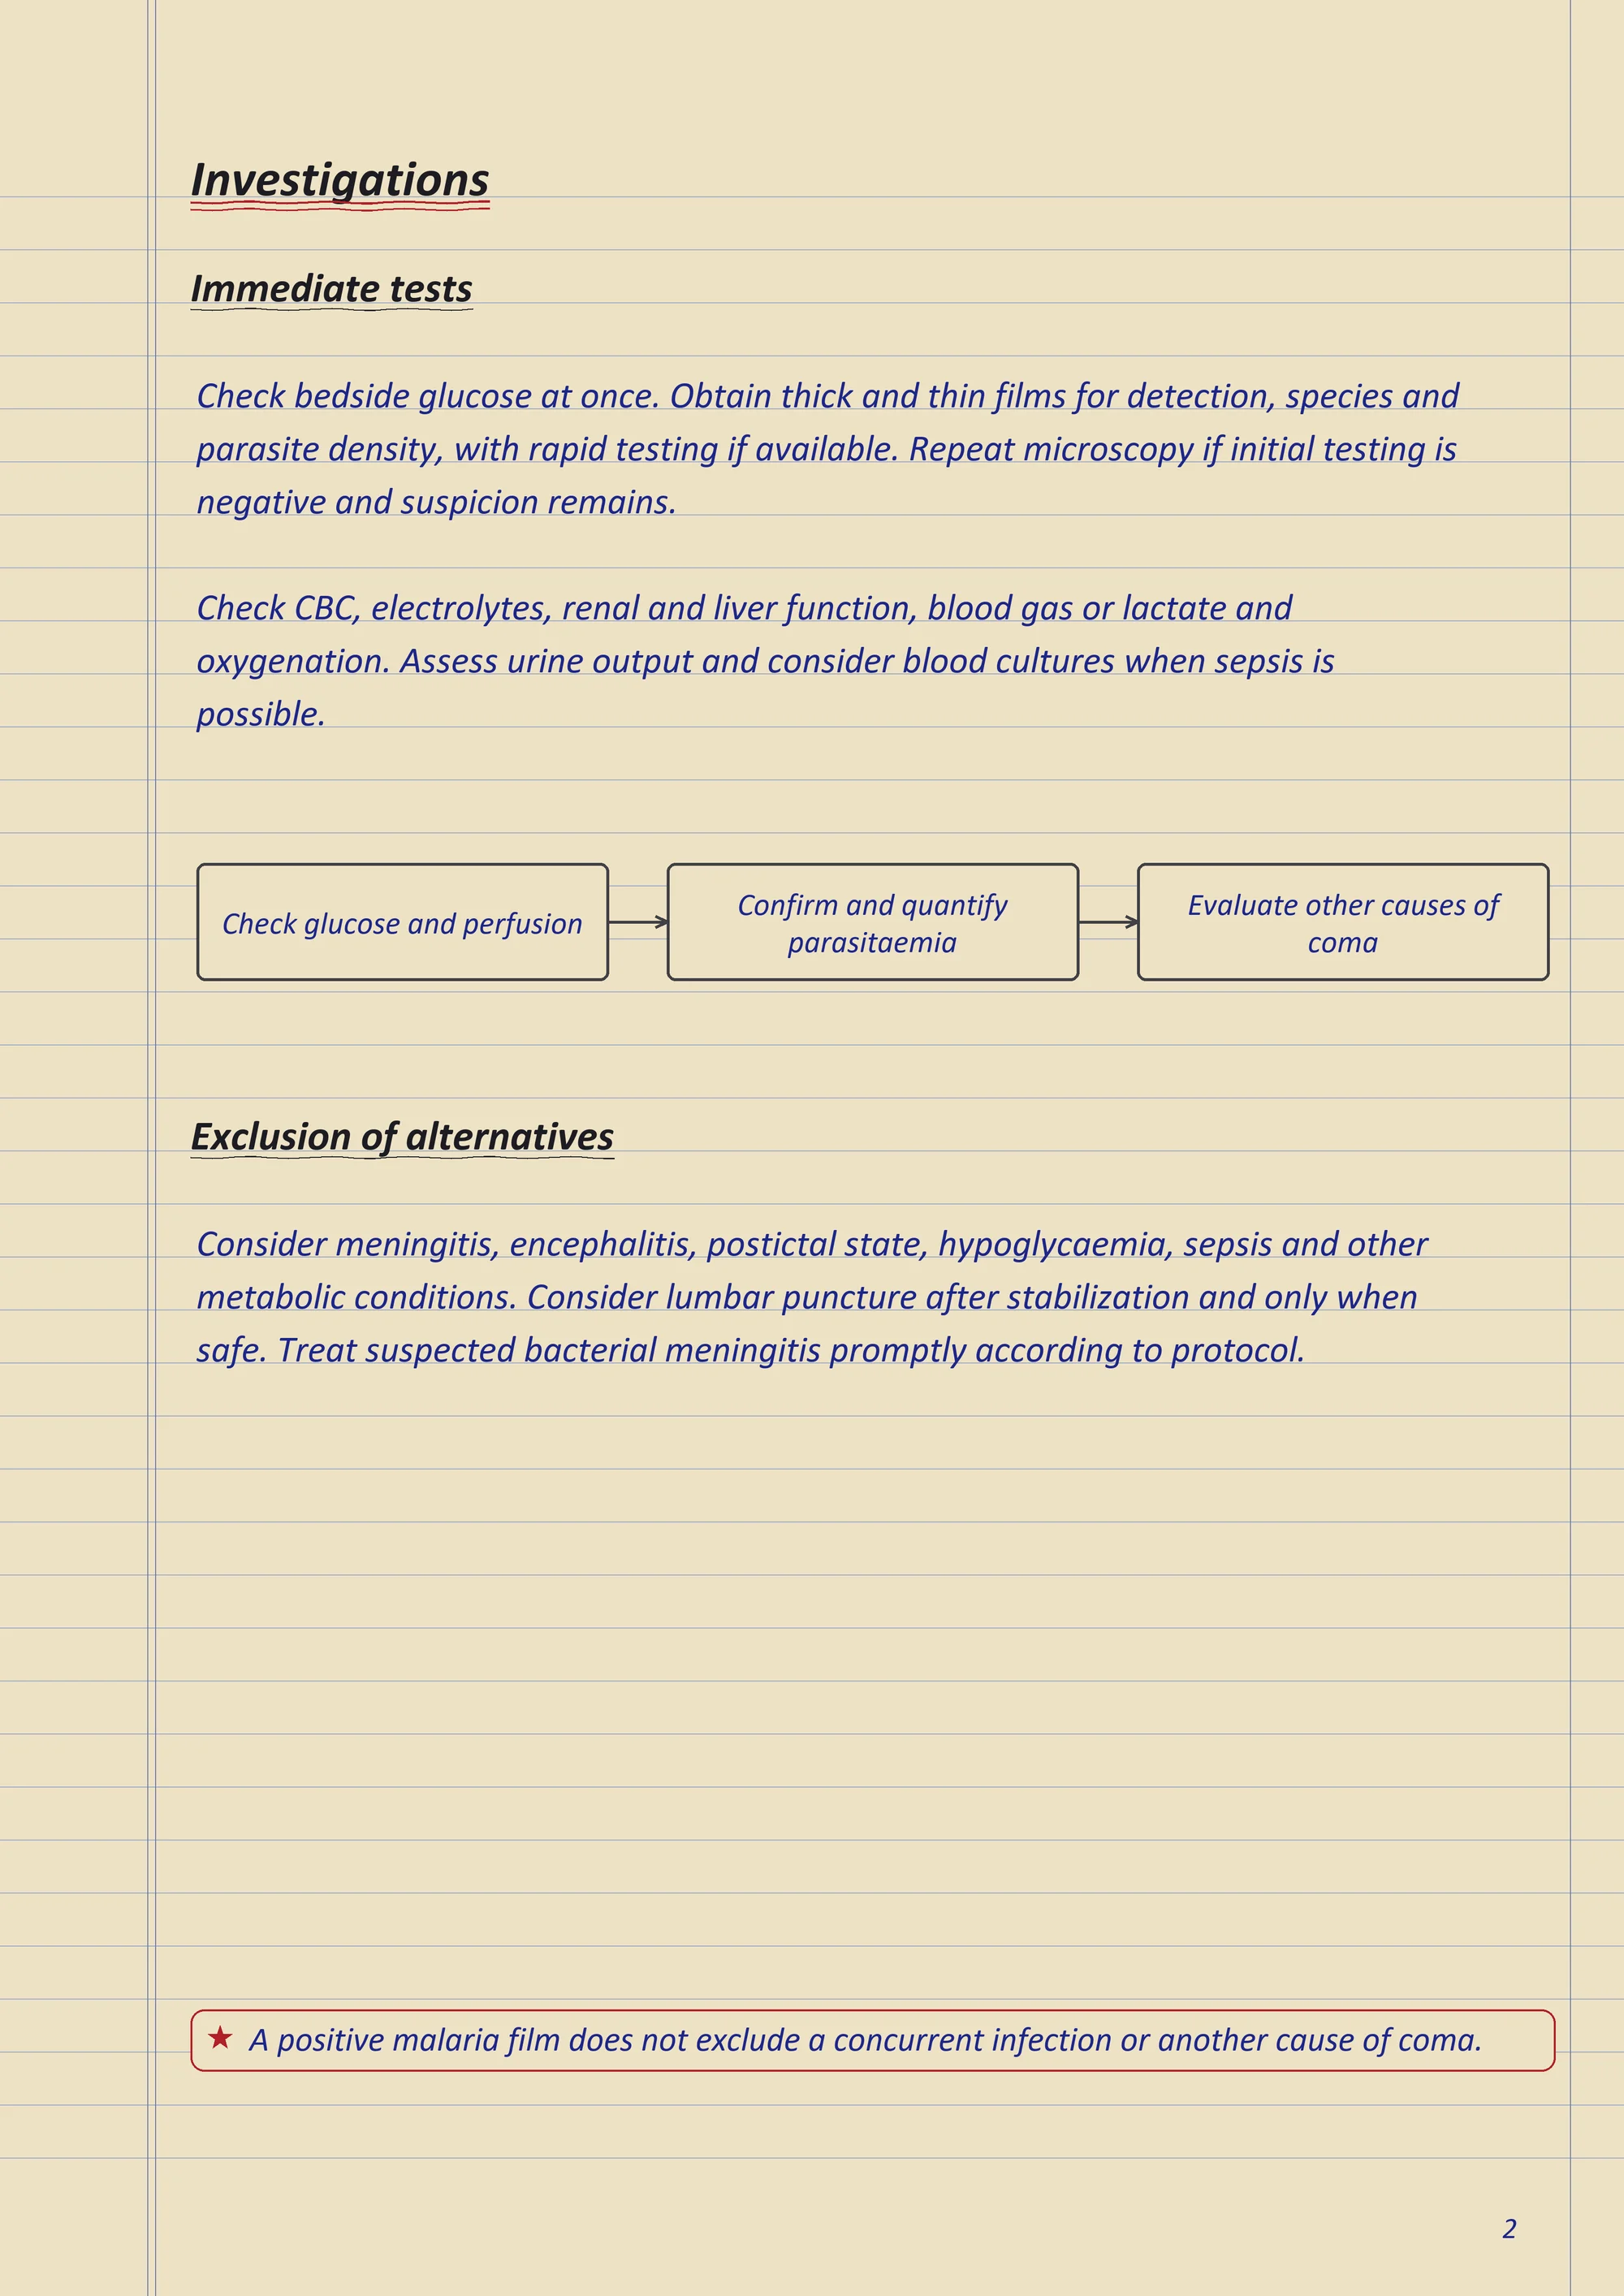 Investigations
Immediate tests
Check bedside glucose at once. Obtain thick and thin films for detection, species and
parasite density, with rapid testing if available. Repeat microscopy if initial testing is
negative and suspicion remains.
Check CBC, electrolytes, renal and liver function, blood gas or lactate and
oxygenation. Assess urine output and consider blood cultures when sepsis is
possible.
Check glucose and perfusion
Confirm and quantify
parasitaemia
Evaluate other causes of
coma
Exclusion of alternatives
Consider meningitis, encephalitis, postictal state, hypoglycaemia, sepsis and other
metabolic conditions. Consider lumbar puncture after stabilization and only when
safe. Treat suspected bacterial meningitis promptly according to protocol.
★ A positive malaria film does not exclude a concurrent infection or another cause of coma.
2